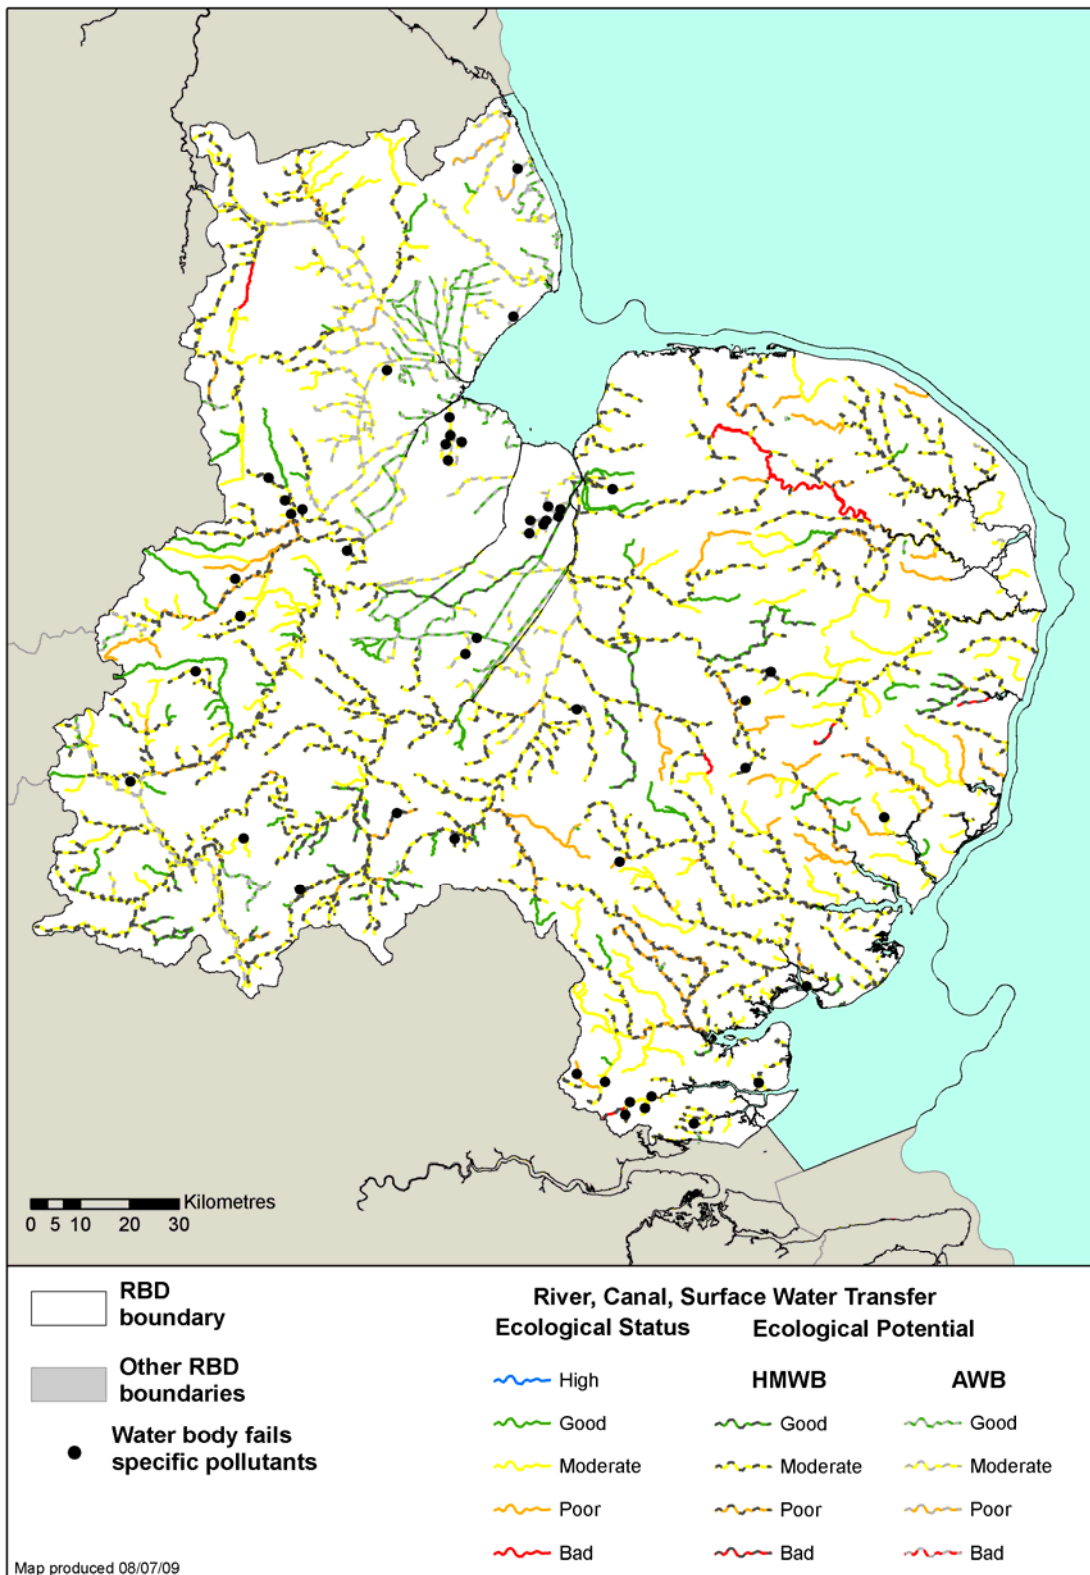 Kilometres
0 5 10 20 30
RBD
boundary
Other RBD
boundaries
Water body fails
specific pollutants
Map produced 08/07/09
River, Canal, Surface Water Transfer
Ecological Status Ecological Potential
High HMWB AWB
Good Good Good
Moderate Moderate Moderate
Poor Poor Poor
Bad Bad Bad